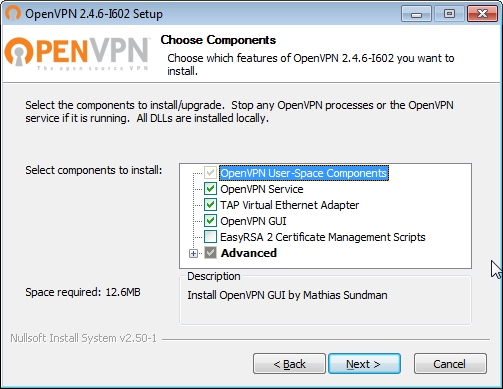 OpenVPN 2.4.6-I602 Setup
OPENVPN
The open source VPN
Choose Components
Choose which features of OpenVPN 2.4.6-I602 you want to
install.
Select the components to install/upgrade. Stop any OpenVPN processes or the OpenVPN
service if it is running. All DLLs are installed locally.
Select components to install:
OpenVPN User-Space Components
OpenVPN Service
TAP Virtual Ethernet Adapter
OpenVPN GUI
EasyRSA 2 Certificate Management Scripts
Advanced
Space required: 12.6MB
Description
Install OpenVPN GUI by Mathias Sundman
Nullsoft Install System v2.50-1
< Back
Next >
Cancel